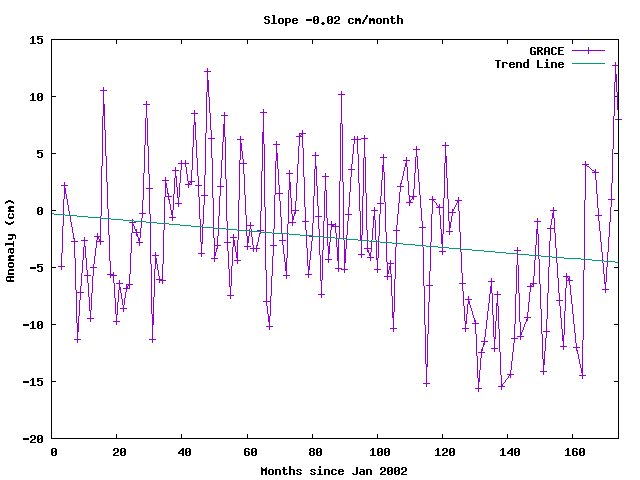 Slope -0.02 cm/month
GRACE
Trend Line
15
10
5
0
-5
-10
-15
-20
Anomaly (cm)
0 20 40 60 80 100 120 140 160
Months since Jan 2002